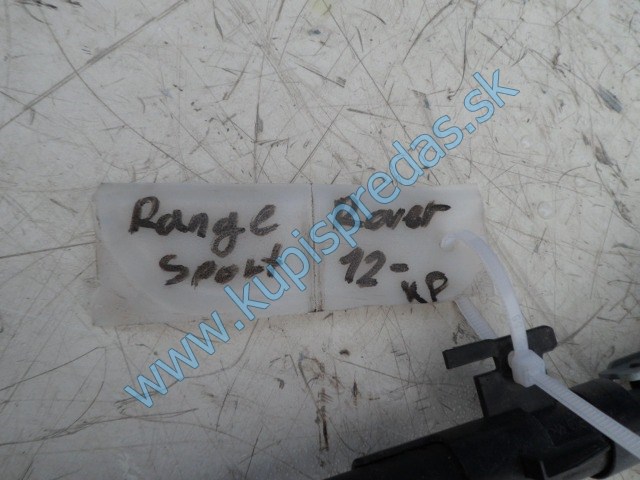 Range Rover
Sport 12-
KP
www.kupispredas.sk